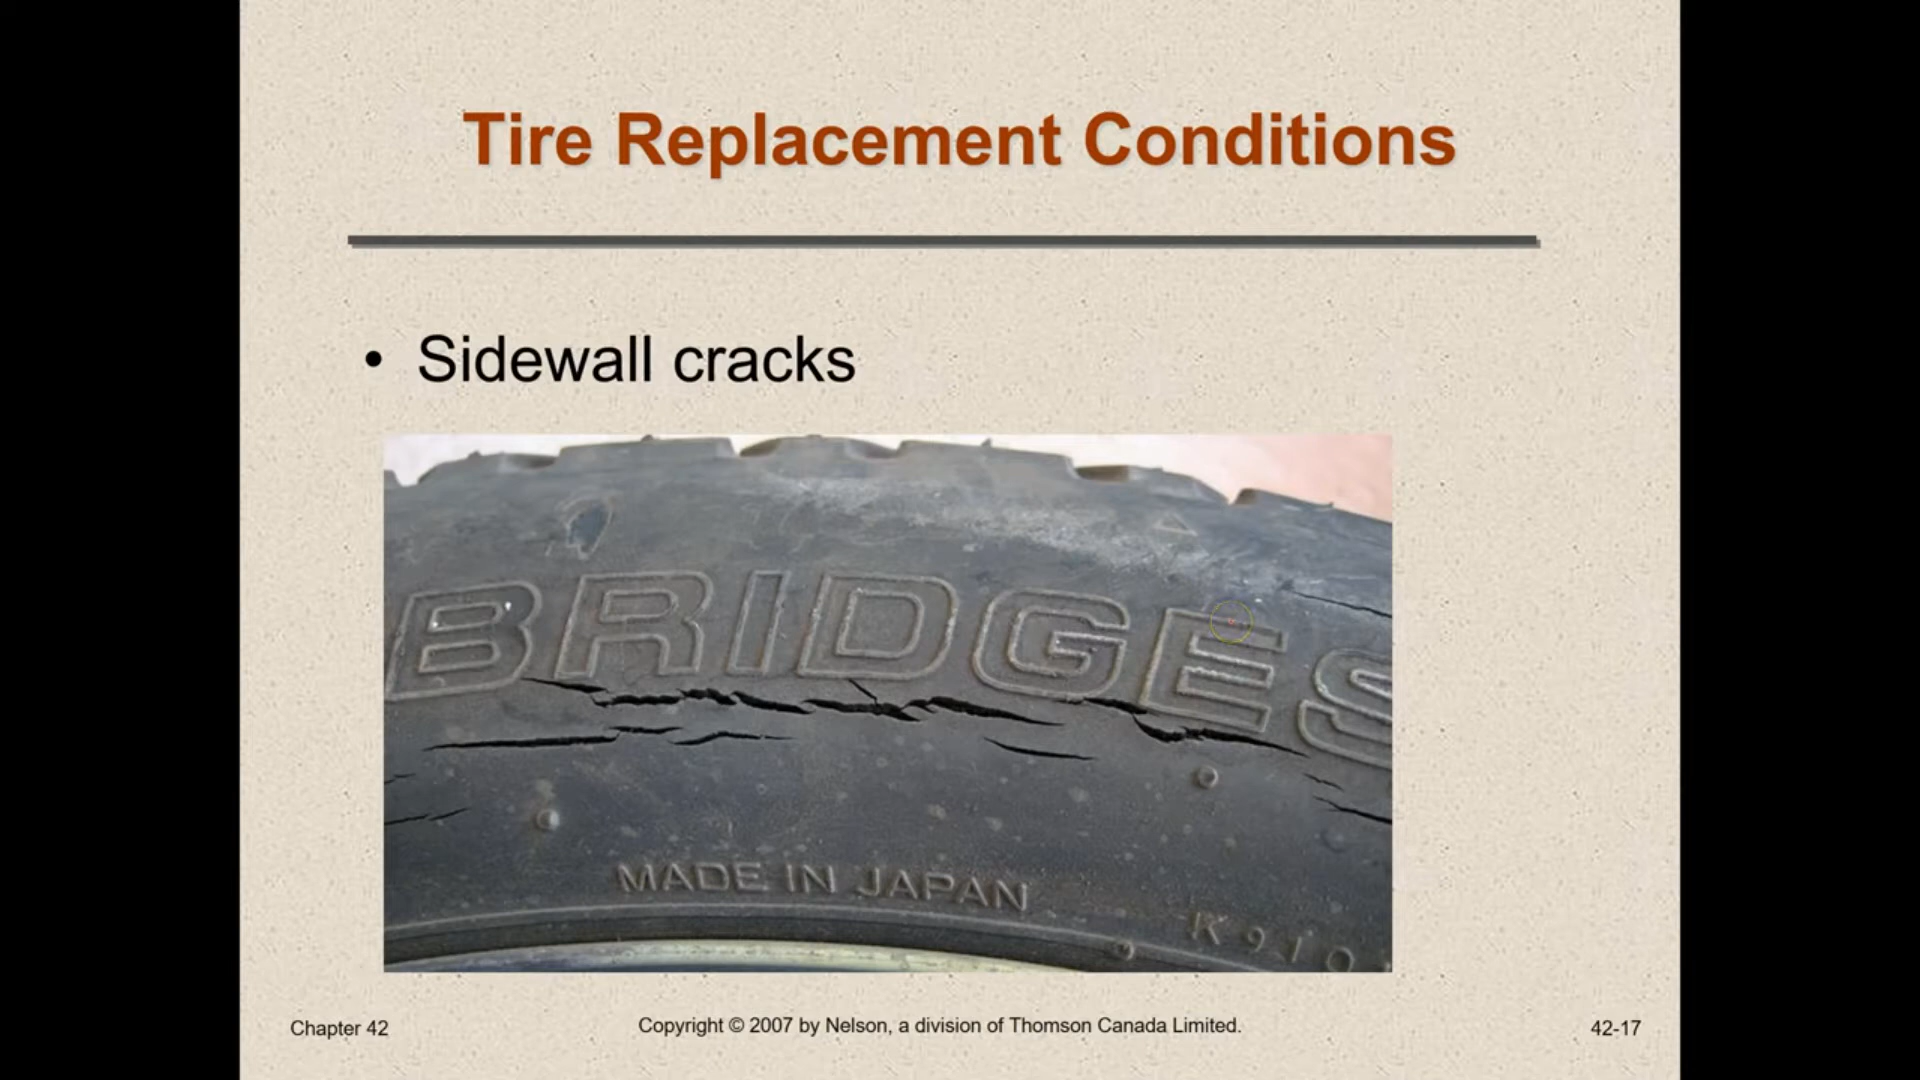 Tire Replacement Conditions
• Sidewall cracks
BRIDGES
MADE IN JAPAN
K910
Chapter 42
Copyright © 2007 by Nelson, a division of Thomson Canada Limited.
42-17